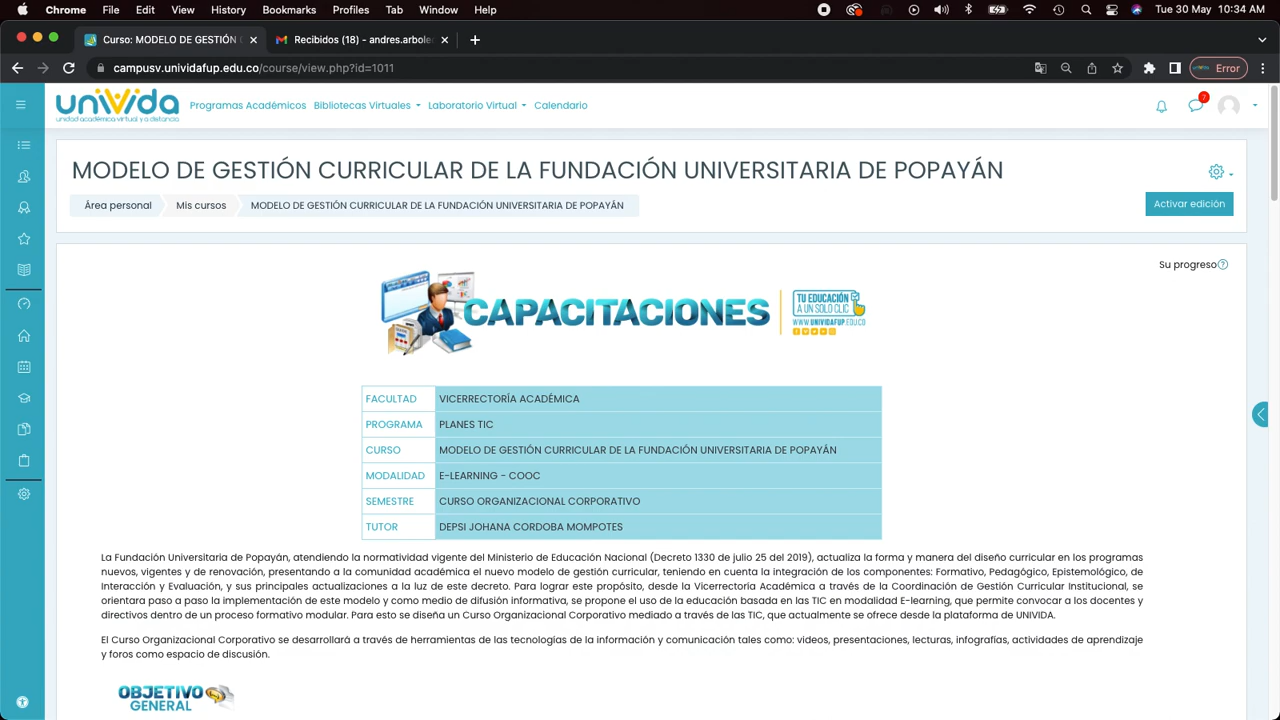 Chrome File Edit View History Bookmarks Profiles Tab Window Help Tue 30 May 10:34 AM
Curso: MODELO DE GESTIÓN Recibidos (18) - andres.arbole
campusv.unividafup.edu.co/course/view.php?id=1011 Error
univida Programas Académicos Bibliotecas Virtuales Laboratorio Virtual Calendario 7
unidad académica virtual y a distancia
MODELO DE GESTIÓN CURRICULAR DE LA FUNDACIÓN UNIVERSITARIA DE POPAYÁN
Área personal Mis cursos MODELO DE GESTIÓN CURRICULAR DE LA FUNDACIÓN UNIVERSITARIA DE POPAYÁN Activar edición
Su progreso
CAPACITACIONES
TU EDUCACIÓN
A UN SOLO CLIC
WWW.UNIVIDAFUP.EDU.CO
FACULTAD VICERRECTORÍA ACADÉMICA
PROGRAMA PLANES TIC
CURSO MODELO DE GESTIÓN CURRICULAR DE LA FUNDACIÓN UNIVERSITARIA DE POPAYÁN
MODALIDAD E-LEARNING - COOC
SEMESTRE CURSO ORGANIZACIONAL CORPORATIVO
TUTOR DEPSI JOHANA CORDOBA MOMPOTES
La Fundación Universitaria de Popayán, atendiendo la normatividad vigente del Ministerio de Educación Nacional (Decreto 1330 de julio 25 del 2019), actualiza la forma y manera del diseño curricular en los programas
nuevos, vigentes y de renovación, presentando a la comunidad académica el nuevo modelo de gestión curricular, teniendo en cuenta la integración de los componentes: Formativo, Pedagógico, Epistemológico, de
Interacción y Evaluación, y sus principales actualizaciones a la luz de este decreto. Para lograr este propósito, desde la Vicerrectoría Académica a través de la Coordinación de Gestión Curricular Institucional, se
orientara paso a paso la implementación de este modelo y como medio de difusión informativa, se propone el uso de la educación basada en las TIC en modalidad E-learning, que permite convocar a los docentes y
directivos dentro de un proceso formativo modular. Para esto se diseña un Curso Organizacional Corporativo mediado a través de las TIC, que actualmente se ofrece desde la plataforma de UNIVIDA.
El Curso Organizacional Corporativo se desarrollará a través de herramientas de las tecnologías de la información y comunicación tales como: videos, presentaciones, lecturas, infografías, actividades de aprendizaje
y foros como espacio de discusión.
OBJETIVO
GENERAL